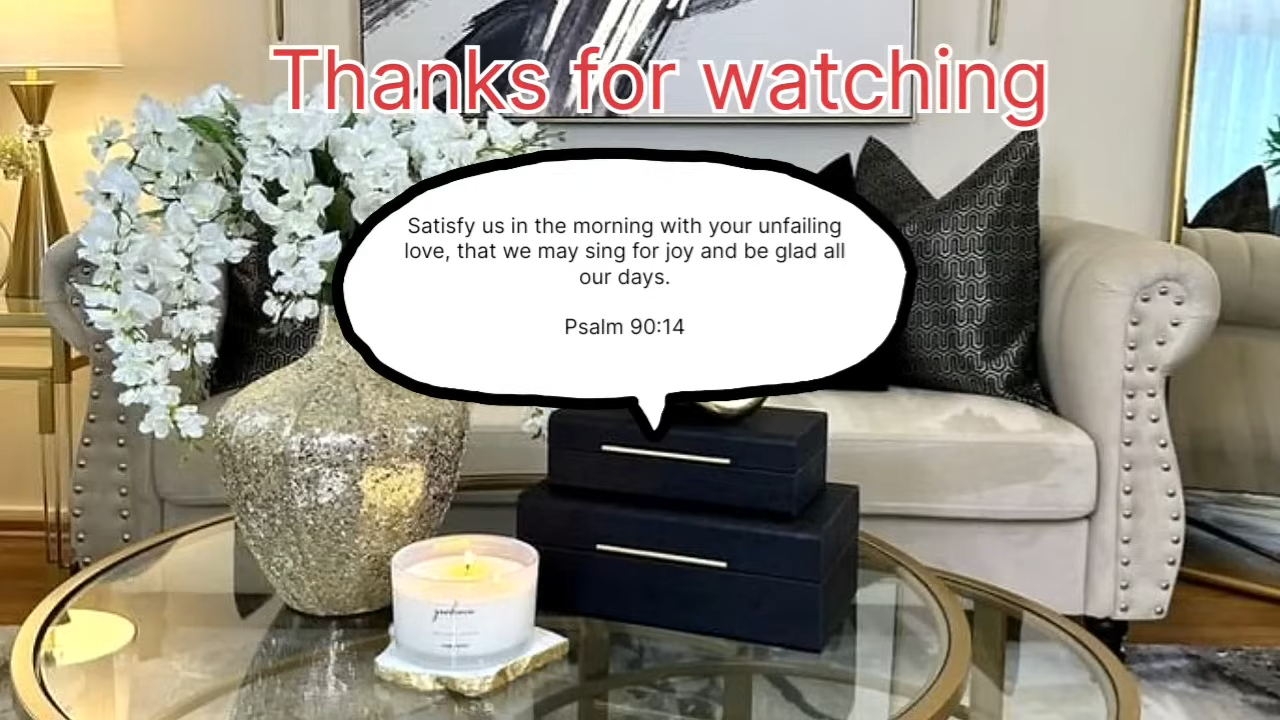 Thanks for watching
Satisfy us in the morning with your unfailing
love, that we may sing for joy and be glad all
our days.
Psalm 90:14